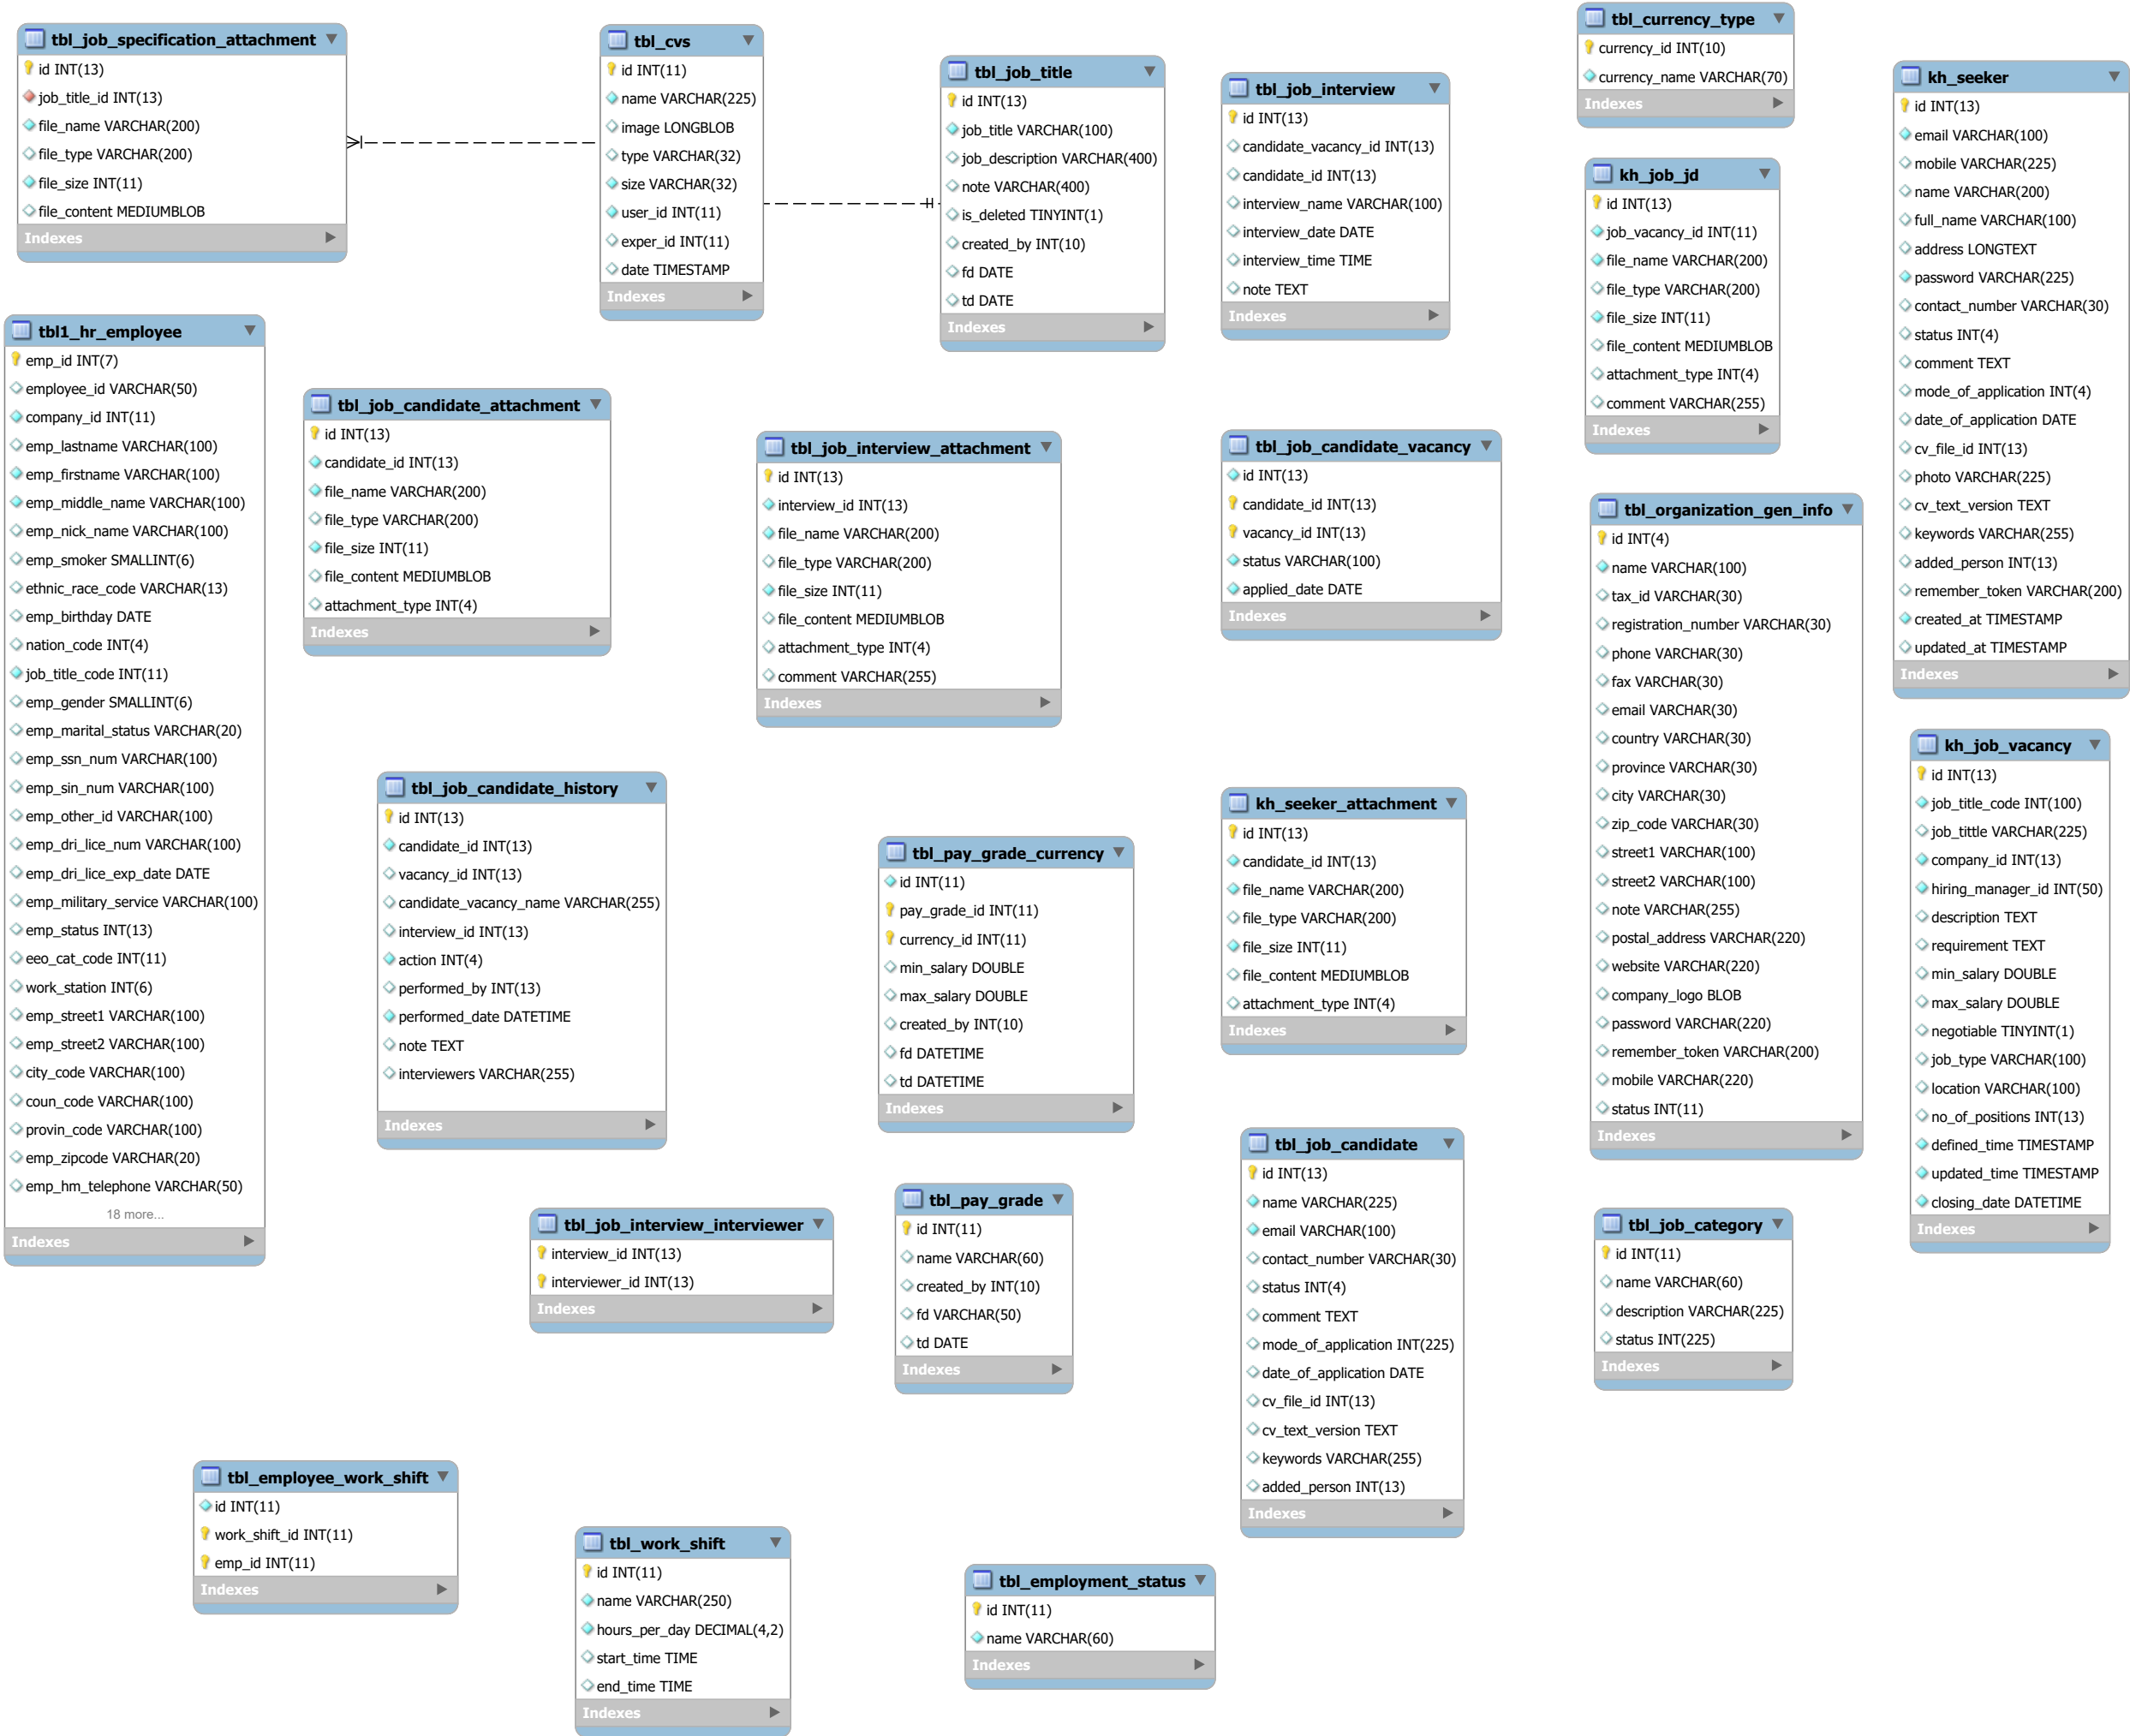 tbl_job_specification_attachment
id INT(13)
job_title_id INT(13)
file_name VARCHAR(200)
file_type VARCHAR(200)
file_size INT(11)
file_content MEDIUMBLOB
Indexes
tbl_cvs
id INT(11)
name VARCHAR(225)
image LONGBLOB
type VARCHAR(32)
size VARCHAR(32)
user_id INT(11)
exper_id INT(11)
date TIMESTAMP
Indexes
tbl_job_title
id INT(13)
job_title VARCHAR(100)
job_description VARCHAR(400)
note VARCHAR(400)
is_deleted TINYINT(1)
created_by INT(10)
fd DATE
td DATE
Indexes
tbl_job_interview
id INT(13)
candidate_vacancy_id INT(13)
candidate_id INT(13)
interview_name VARCHAR(100)
interview_date DATE
interview_time TIME
note TEXT
Indexes
tbl_currency_type
currency_id INT(10)
currency_name VARCHAR(70)
Indexes
kh_job_jd
id INT(13)
job_vacancy_id INT(11)
file_name VARCHAR(200)
file_type VARCHAR(200)
file_size INT(11)
file_content MEDIUMBLOB
attachment_type INT(4)
comment VARCHAR(255)
Indexes
kh_seeker
id INT(13)
email VARCHAR(100)
mobile VARCHAR(225)
name VARCHAR(200)
full_name VARCHAR(100)
address LONGTEXT
password VARCHAR(225)
contact_number VARCHAR(30)
status INT(4)
comment TEXT
mode_of_application INT(4)
date_of_application DATE
cv_file_id INT(13)
photo VARCHAR(225)
cv_text_version TEXT
keywords VARCHAR(255)
added_person INT(13)
remember_token VARCHAR(200)
created_at TIMESTAMP
updated_at TIMESTAMP
Indexes
tbl1_hr_employee
emp_id INT(7)
employee_id VARCHAR(50)
company_id INT(11)
emp_lastname VARCHAR(100)
emp_firstname VARCHAR(100)
emp_middle_name VARCHAR(100)
emp_nick_name VARCHAR(100)
emp_smoker SMALLINT(6)
ethnic_race_code VARCHAR(13)
emp_birthday DATE
nation_code INT(4)
job_title_code INT(11)
emp_gender SMALLINT(6)
emp_marital_status VARCHAR(20)
emp_ssn_num VARCHAR(100)
emp_sin_num VARCHAR(100)
emp_other_id VARCHAR(100)
emp_dri_lice_num VARCHAR(100)
emp_dri_lice_exp_date DATE
emp_military_service VARCHAR(100)
emp_status INT(13)
eeo_cat_code INT(11)
work_station INT(6)
emp_street1 VARCHAR(100)
emp_street2 VARCHAR(100)
city_code VARCHAR(100)
coun_code VARCHAR(100)
provin_code VARCHAR(100)
emp_zipcode VARCHAR(20)
emp_hm_telephone VARCHAR(50)
18 more...
Indexes
tbl_job_candidate_attachment
id INT(13)
candidate_id INT(13)
file_name VARCHAR(200)
file_type VARCHAR(200)
file_size INT(11)
file_content MEDIUMBLOB
attachment_type INT(4)
Indexes
tbl_job_interview_attachment
id INT(13)
interview_id INT(13)
file_name VARCHAR(200)
file_type VARCHAR(200)
file_size INT(11)
file_content MEDIUMBLOB
attachment_type INT(4)
comment VARCHAR(255)
Indexes
tbl_job_candidate_vacancy
id INT(13)
candidate_id INT(13)
vacancy_id INT(13)
status VARCHAR(100)
applied_date DATE
Indexes
tbl_organization_gen_info
id INT(4)
name VARCHAR(100)
tax_id VARCHAR(30)
registration_number VARCHAR(30)
phone VARCHAR(30)
fax VARCHAR(30)
email VARCHAR(30)
country VARCHAR(30)
province VARCHAR(30)
city VARCHAR(30)
zip_code VARCHAR(30)
street1 VARCHAR(100)
street2 VARCHAR(100)
note VARCHAR(255)
postal_address VARCHAR(220)
website VARCHAR(220)
company_logo BLOB
password VARCHAR(220)
remember_token VARCHAR(200)
mobile VARCHAR(220)
status INT(11)
Indexes
kh_job_vacancy
id INT(13)
job_title_code INT(100)
job_tittle VARCHAR(225)
company_id INT(13)
hiring_manager_id INT(50)
description TEXT
requirement TEXT
min_salary DOUBLE
max_salary DOUBLE
negotiable TINYINT(1)
job_type VARCHAR(100)
location VARCHAR(100)
no_of_positions INT(13)
defined_time TIMESTAMP
updated_time TIMESTAMP
closing_date DATETIME
Indexes
tbl_job_candidate_history
id INT(13)
candidate_id INT(13)
vacancy_id INT(13)
candidate_vacancy_name VARCHAR(255)
interview_id INT(13)
action INT(4)
performed_by INT(13)
performed_date DATETIME
note TEXT
interviewers VARCHAR(255)
Indexes
tbl_pay_grade_currency
id INT(11)
pay_grade_id INT(11)
currency_id INT(11)
min_salary DOUBLE
max_salary DOUBLE
created_by INT(10)
fd DATETIME
td DATETIME
Indexes
kh_seeker_attachment
id INT(13)
candidate_id INT(13)
file_name VARCHAR(200)
file_type VARCHAR(200)
file_size INT(11)
file_content MEDIUMBLOB
attachment_type INT(4)
Indexes
tbl_job_interview_interviewer
interview_id INT(13)
interviewer_id INT(13)
Indexes
tbl_pay_grade
id INT(11)
name VARCHAR(60)
created_by INT(10)
fd VARCHAR(50)
td DATE
Indexes
tbl_job_candidate
id INT(13)
name VARCHAR(225)
email VARCHAR(100)
contact_number VARCHAR(30)
status INT(4)
comment TEXT
mode_of_application INT(225)
date_of_application DATE
cv_file_id INT(13)
cv_text_version TEXT
keywords VARCHAR(255)
added_person INT(13)
Indexes
tbl_job_category
id INT(11)
name VARCHAR(60)
description VARCHAR(225)
status INT(225)
Indexes
tbl_employee_work_shift
id INT(11)
work_shift_id INT(11)
emp_id INT(11)
Indexes
tbl_work_shift
id INT(11)
name VARCHAR(250)
hours_per_day DECIMAL(4,2)
start_time TIME
end_time TIME
Indexes
tbl_employment_status
id INT(11)
name VARCHAR(60)
Indexes